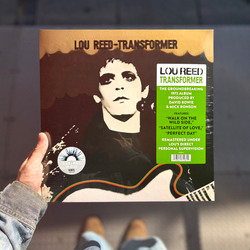 LOU REED-TRANSFORMER
LOU REED
TRANSFORMER
THE GROUNDBREAKING
1972 ALBUM
PRODUCED BY
DAVID BOWIE
& MICK RONSON
Featuring
"WALK ON THE
WILD SIDE,"
"SATELLITE OF LOVE,"
"PERFECT DAY"
REMASTERED UNDER
LOU'S DIRECT
PERSONAL SUPERVISION